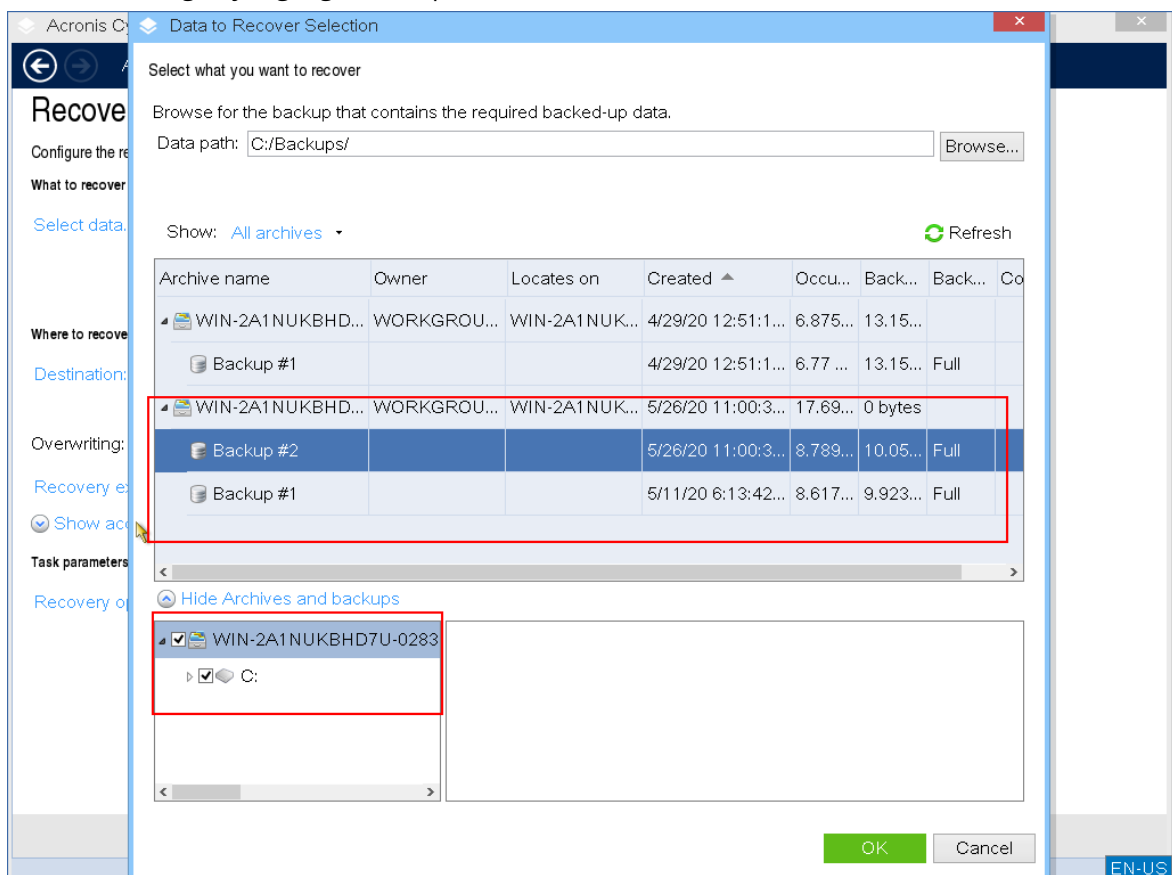 Acronis Cy
Data to Recover Selection
Select what you want to recover
Recove
Browse for the backup that contains the required backed-up data.
Configure the re
Data path: C:/Backups/
Browse...
What to recover
Select data.
Show: All archives
Refresh
Archive name Owner Locates on Created Occu... Back... Back... Co
WIN-2A1NUKBHD... WORKGROU... WIN-2A1NUK... 4/29/20 12:51:1... 6.875... 13.15...
Where to recove
Backup #1 4/29/20 12:51:1... 6.77 ... 13.15... Full
Destination:
WIN-2A1NUKBHD... WORKGROU... WIN-2A1NUK... 5/26/20 11:00:3... 17.69... 0 bytes
Overwriting:
Backup #2 5/26/20 11:00:3... 8.789... 10.05... Full
Recovery ex
Backup #1 5/11/20 6:13:42... 8.617... 9.923... Full
Show acc
Task parameters
Recovery op
Hide Archives and backups
WIN-2A1NUKBHD7U-0283
C:
OK
Cancel
EN-US